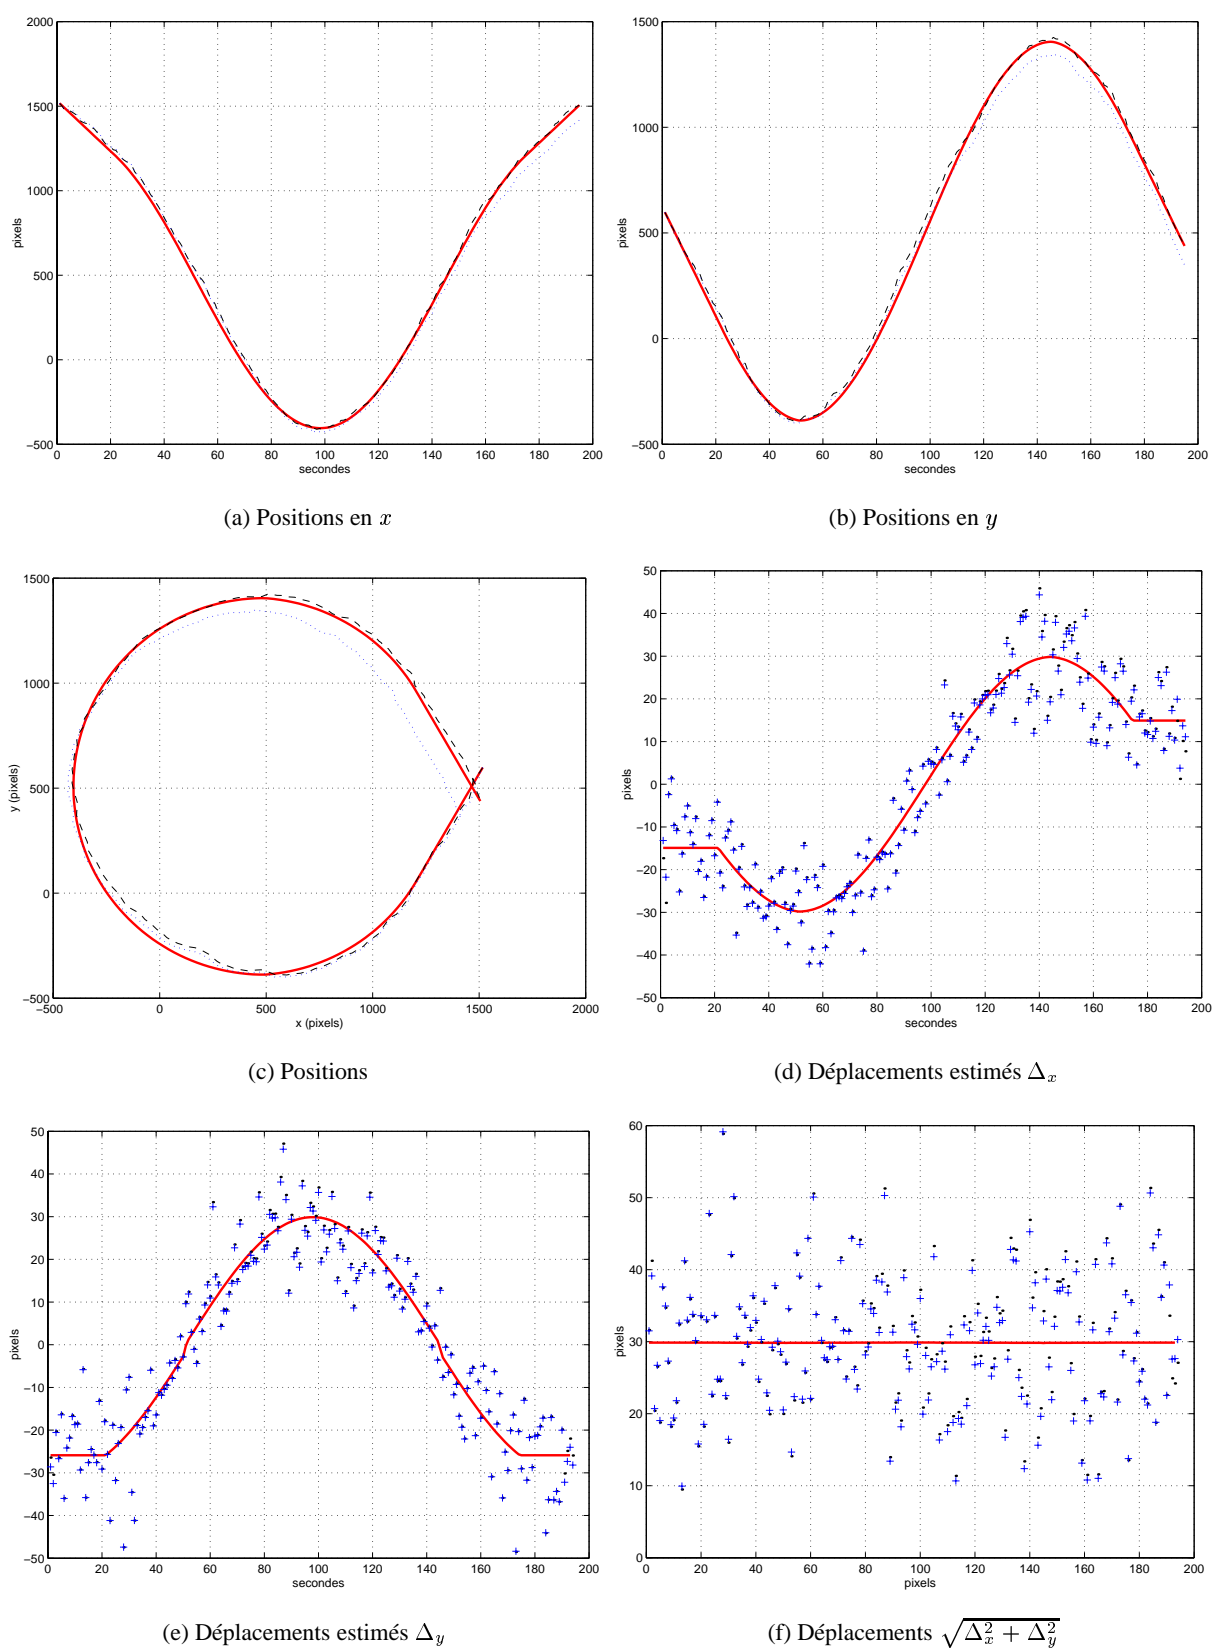 2000
1500
1000
500
0
−500
pixels
0 20 40 60 80 100 120 140 160 180 200
secondes
(a) Positions en x
1500
1000
500
0
−500
pixels
0 20 40 60 80 100 120 140 160 180 200
secondes
(b) Positions en y
1500
1000
500
0
−500
y (pixels)
−500 0 500 1000 1500 2000
x (pixels)
(c) Positions
50
40
30
20
10
0
−10
−20
−30
−40
−50
pixels
0 20 40 60 80 100 120 140 160 180 200
secondes
(d) Déplacements estimés Δx
50
40
30
20
10
0
−10
−20
−30
−40
−50
pixels
0 20 40 60 80 100 120 140 160 180 200
secondes
(e) Déplacements estimés Δy
60
50
40
30
20
10
0
pixels
0 20 40 60 80 100 120 140 160 180 200
pixels
(f) Déplacements √Δx² + Δy²